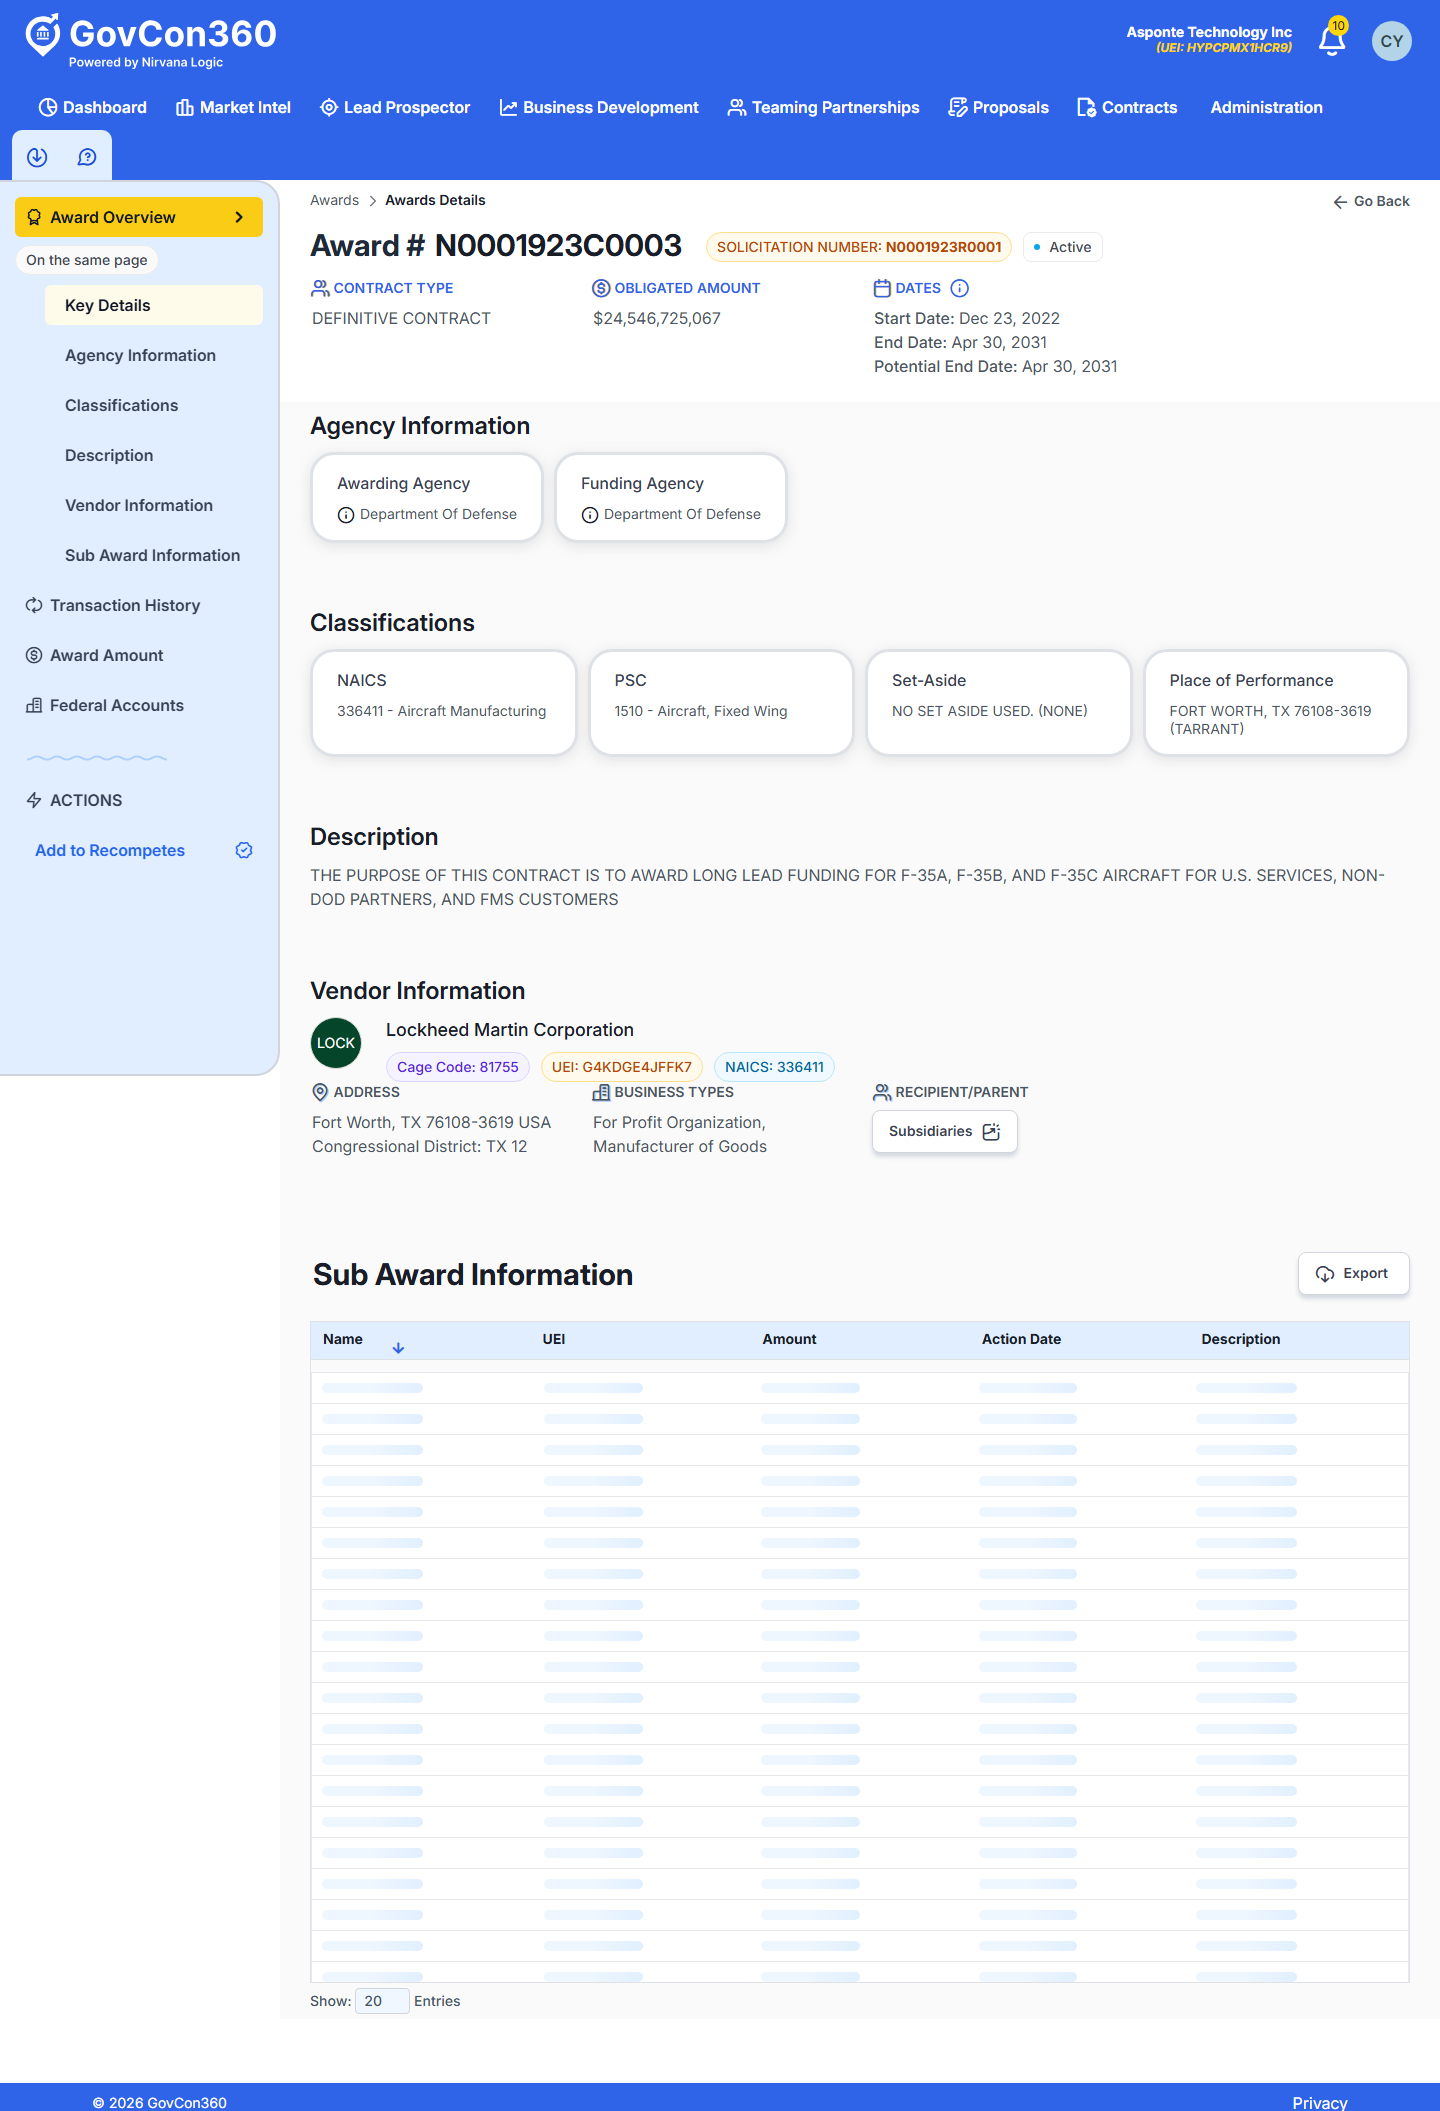 GovCon360
Powered by Nirvana Logic
Asponte Technology Inc
(UEI: HYPCPMX1HCR9)
10
CY
Dashboard
Market Intel
Lead Prospector
Business Development
Teaming Partnerships
Proposals
Contracts
Administration
Award Overview
On the same page
Key Details
Agency Information
Classifications
Description
Vendor Information
Sub Award Information
Transaction History
Award Amount
Federal Accounts
ACTIONS
Add to Recompetes
Awards > Awards Details
Go Back
Award # N0001923C0003
SOLICITATION NUMBER: N0001923R0001
Active
CONTRACT TYPE
DEFINITIVE CONTRACT
OBLIGATED AMOUNT
$24,546,725,067
DATES
Start Date: Dec 23, 2022
End Date: Apr 30, 2031
Potential End Date: Apr 30, 2031
Agency Information
Awarding Agency
Department Of Defense
Funding Agency
Department Of Defense
Classifications
NAICS
336411 - Aircraft Manufacturing
PSC
1510 - Aircraft, Fixed Wing
Set-Aside
NO SET ASIDE USED. (NONE)
Place of Performance
FORT WORTH, TX 76108-3619
(TARRANT)
Description
THE PURPOSE OF THIS CONTRACT IS TO AWARD LONG LEAD FUNDING FOR F-35A, F-35B, AND F-35C AIRCRAFT FOR U.S. SERVICES, NON-
DOD PARTNERS, AND FMS CUSTOMERS
Vendor Information
LOCK
Lockheed Martin Corporation
Cage Code: 81755
UEI: G4KDGE4JFFK7
NAICS: 336411
ADDRESS
Fort Worth, TX 76108-3619 USA
Congressional District: TX 12
BUSINESS TYPES
For Profit Organization,
Manufacturer of Goods
RECIPIENT/PARENT
Subsidiaries
Sub Award Information
Export
Name
UEI
Amount
Action Date
Description
Show: 20 Entries
© 2026 GovCon360
Privacy